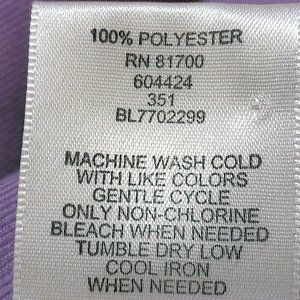 100% POLYESTER
RN 81700
604424
351
BL7702299
MACHINE WASH COLD
WITH LIKE COLORS
GENTLE CYCLE
ONLY NON-CHLORINE
BLEACH WHEN NEEDED
TUMBLE DRY LOW
COOL IRON
WHEN NEEDED